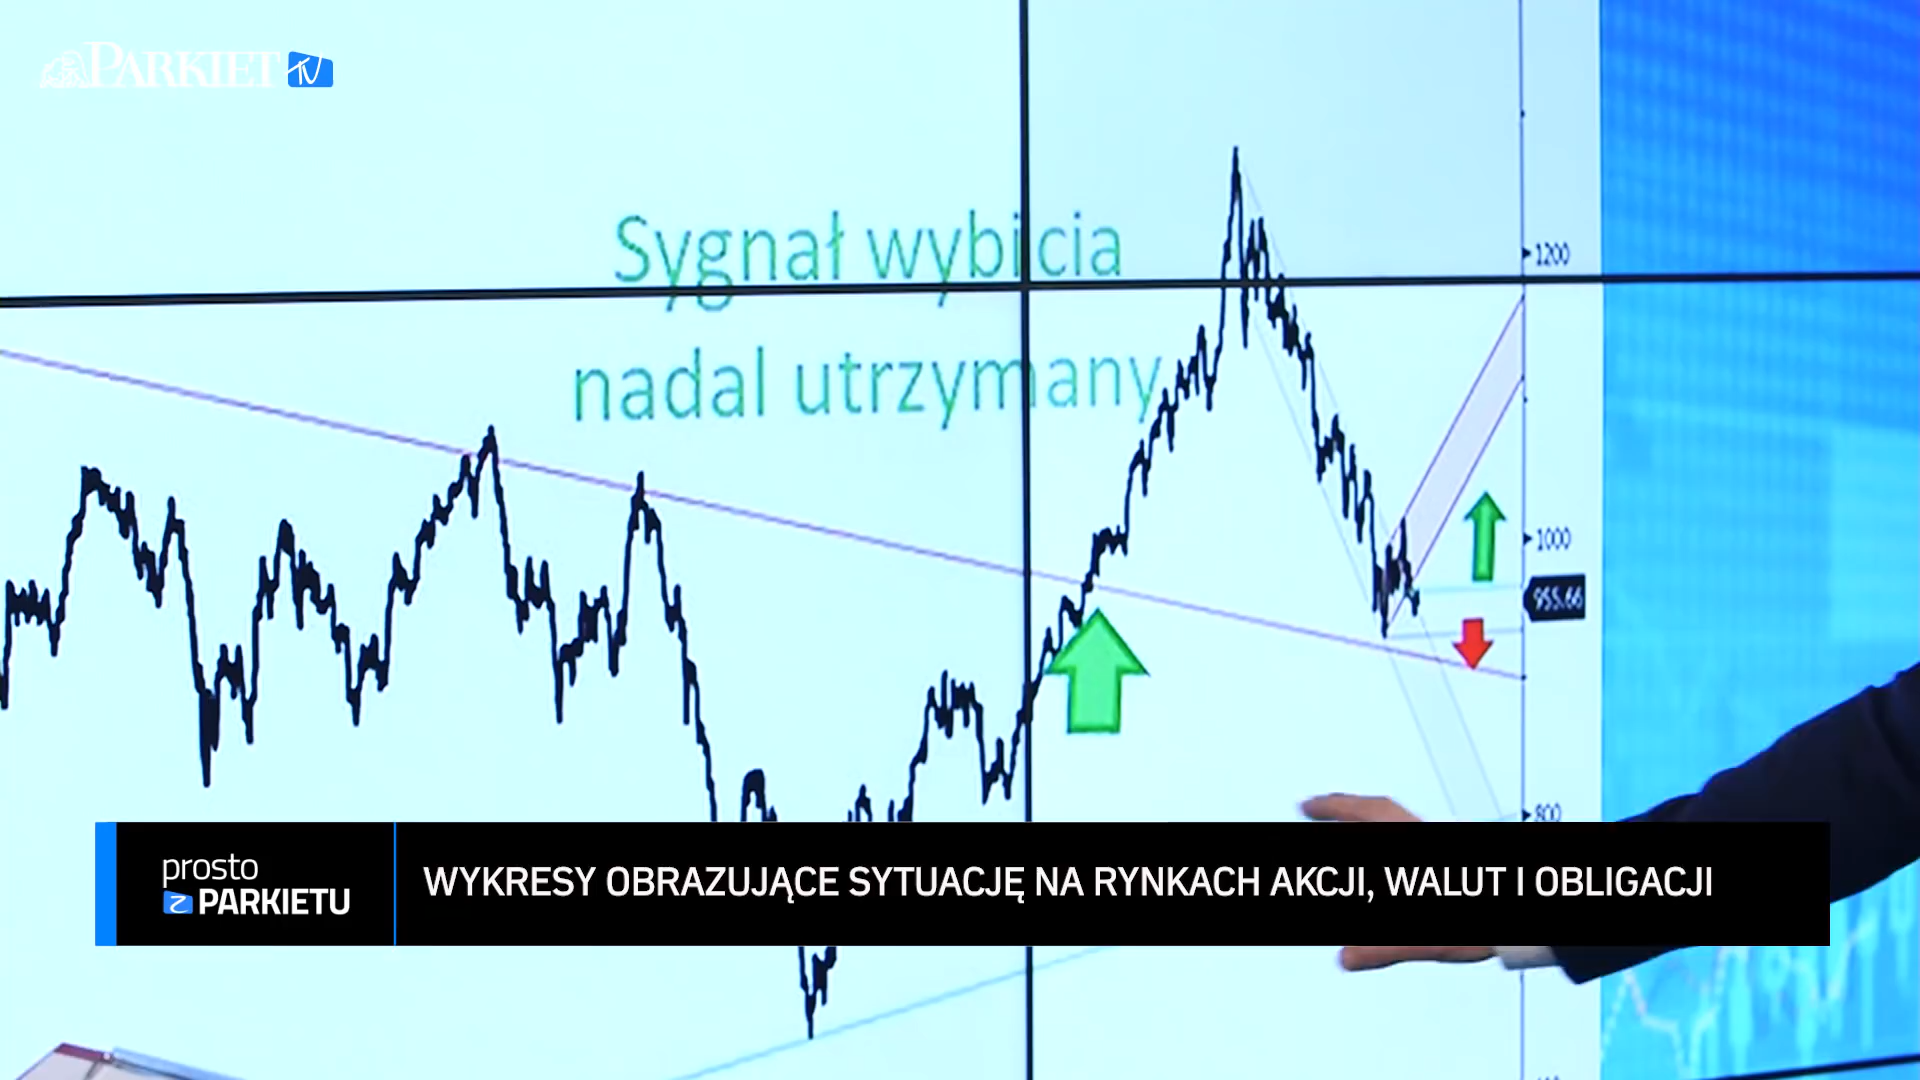 PARKIET TV
Sygnał wybicia
nadal utrzymany
1200
1000
955.66
800
prosto
z PARKIETU
WYKRESY OBRAZUJĄCE SYTUACJĘ NA RYNKACH AKCJI, WALUT I OBLIGACJI